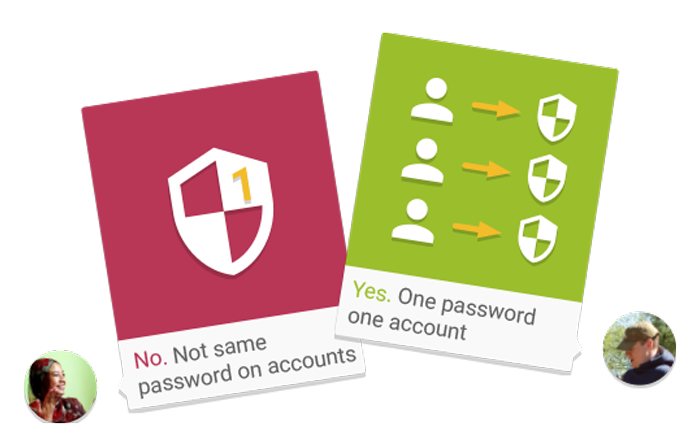 1
No. Not same
password on accounts
Yes. One password
one account